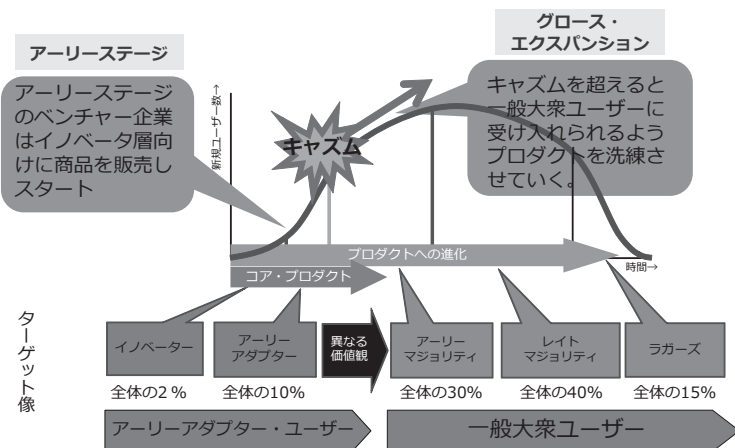 アーリーステージ
グロース・
エクスパンション
アーリーステージ
のベンチャー企業
はイノベータ層向
けに商品を販売し
スタート
新規ユーザー数→
キャズム
キャズムを超えると
一般大衆ユーザーに
受け入れられるよう
プロダクトを洗練さ
せていく。
プロダクトへの進化
コア・プロダクト
時間→
ターゲット像
イノベーター
アーリー
アダプター
異なる
価値観
アーリー
マジョリティ
レイト
マジョリティ
ラガーズ
全体の2%
全体の10%
全体の30%
全体の40%
全体の15%
アーリーアダプター・ユーザー
一般大衆ユーザー